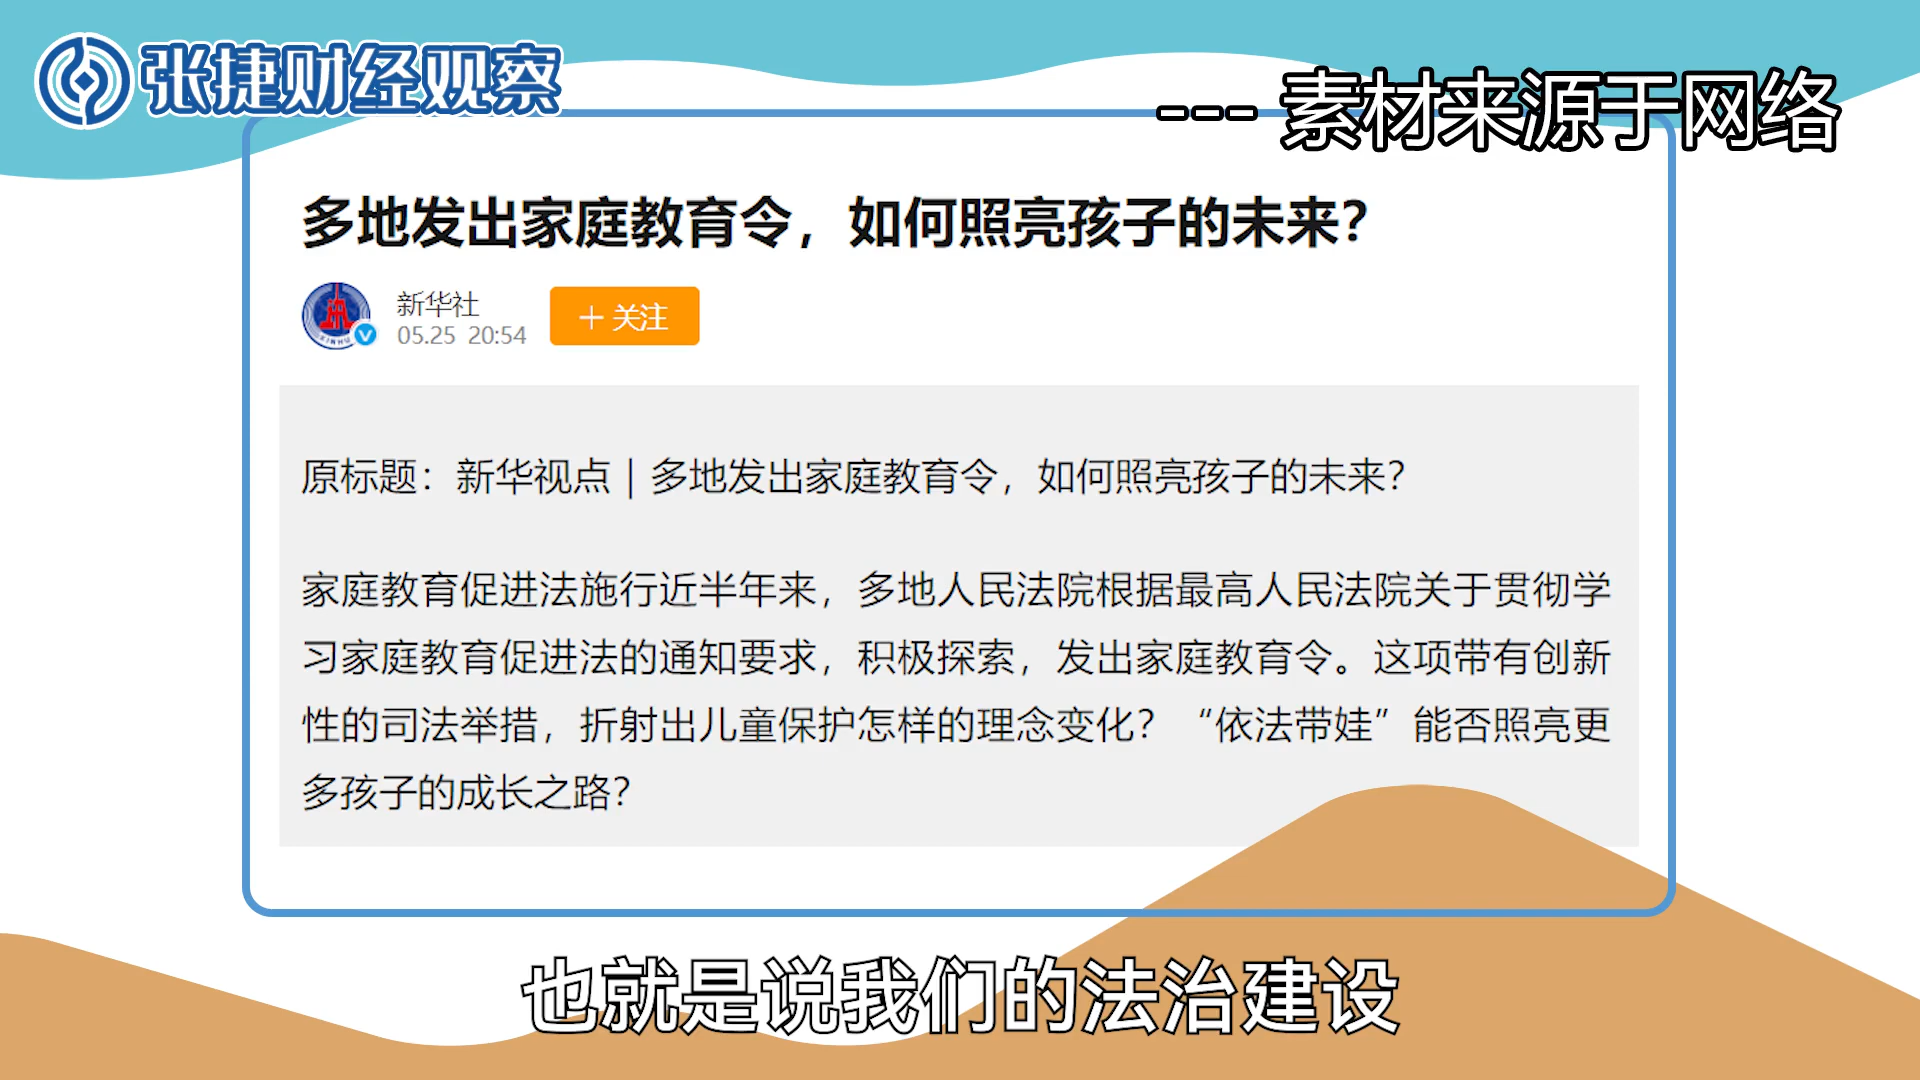 张捷财经观察
--- 素材来源于网络
多地发出家庭教育令，如何照亮孩子的未来？
新华社
05.25 20:54
＋关注
原标题：新华视点｜多地发出家庭教育令，如何照亮孩子的未来？
家庭教育促进法施行近半年来，多地人民法院根据最高人民法院关于贯彻学
习家庭教育促进法的通知要求，积极探索，发出家庭教育令。这项带有创新
性的司法举措，折射出儿童保护怎样的理念变化？“依法带娃”能否照亮更
多孩子的成长之路？
也就是说我们的法治建设